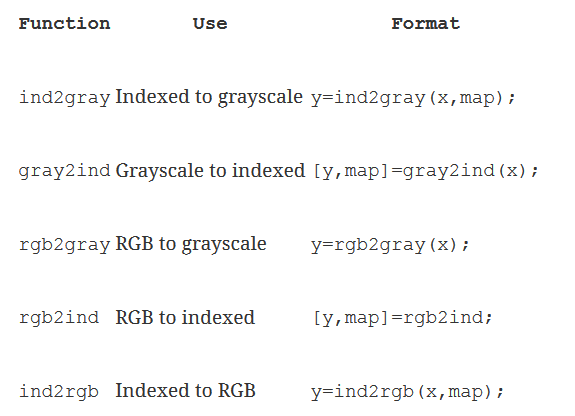 Function Use Format
ind2gray Indexed to grayscale y=ind2gray(x,map);
gray2ind Grayscale to indexed [y,map]=gray2ind(x);
rgb2gray RGB to grayscale y=rgb2gray(x);
rgb2ind RGB to indexed [y,map]=rgb2ind;
ind2rgb Indexed to RGB y=ind2rgb(x,map);